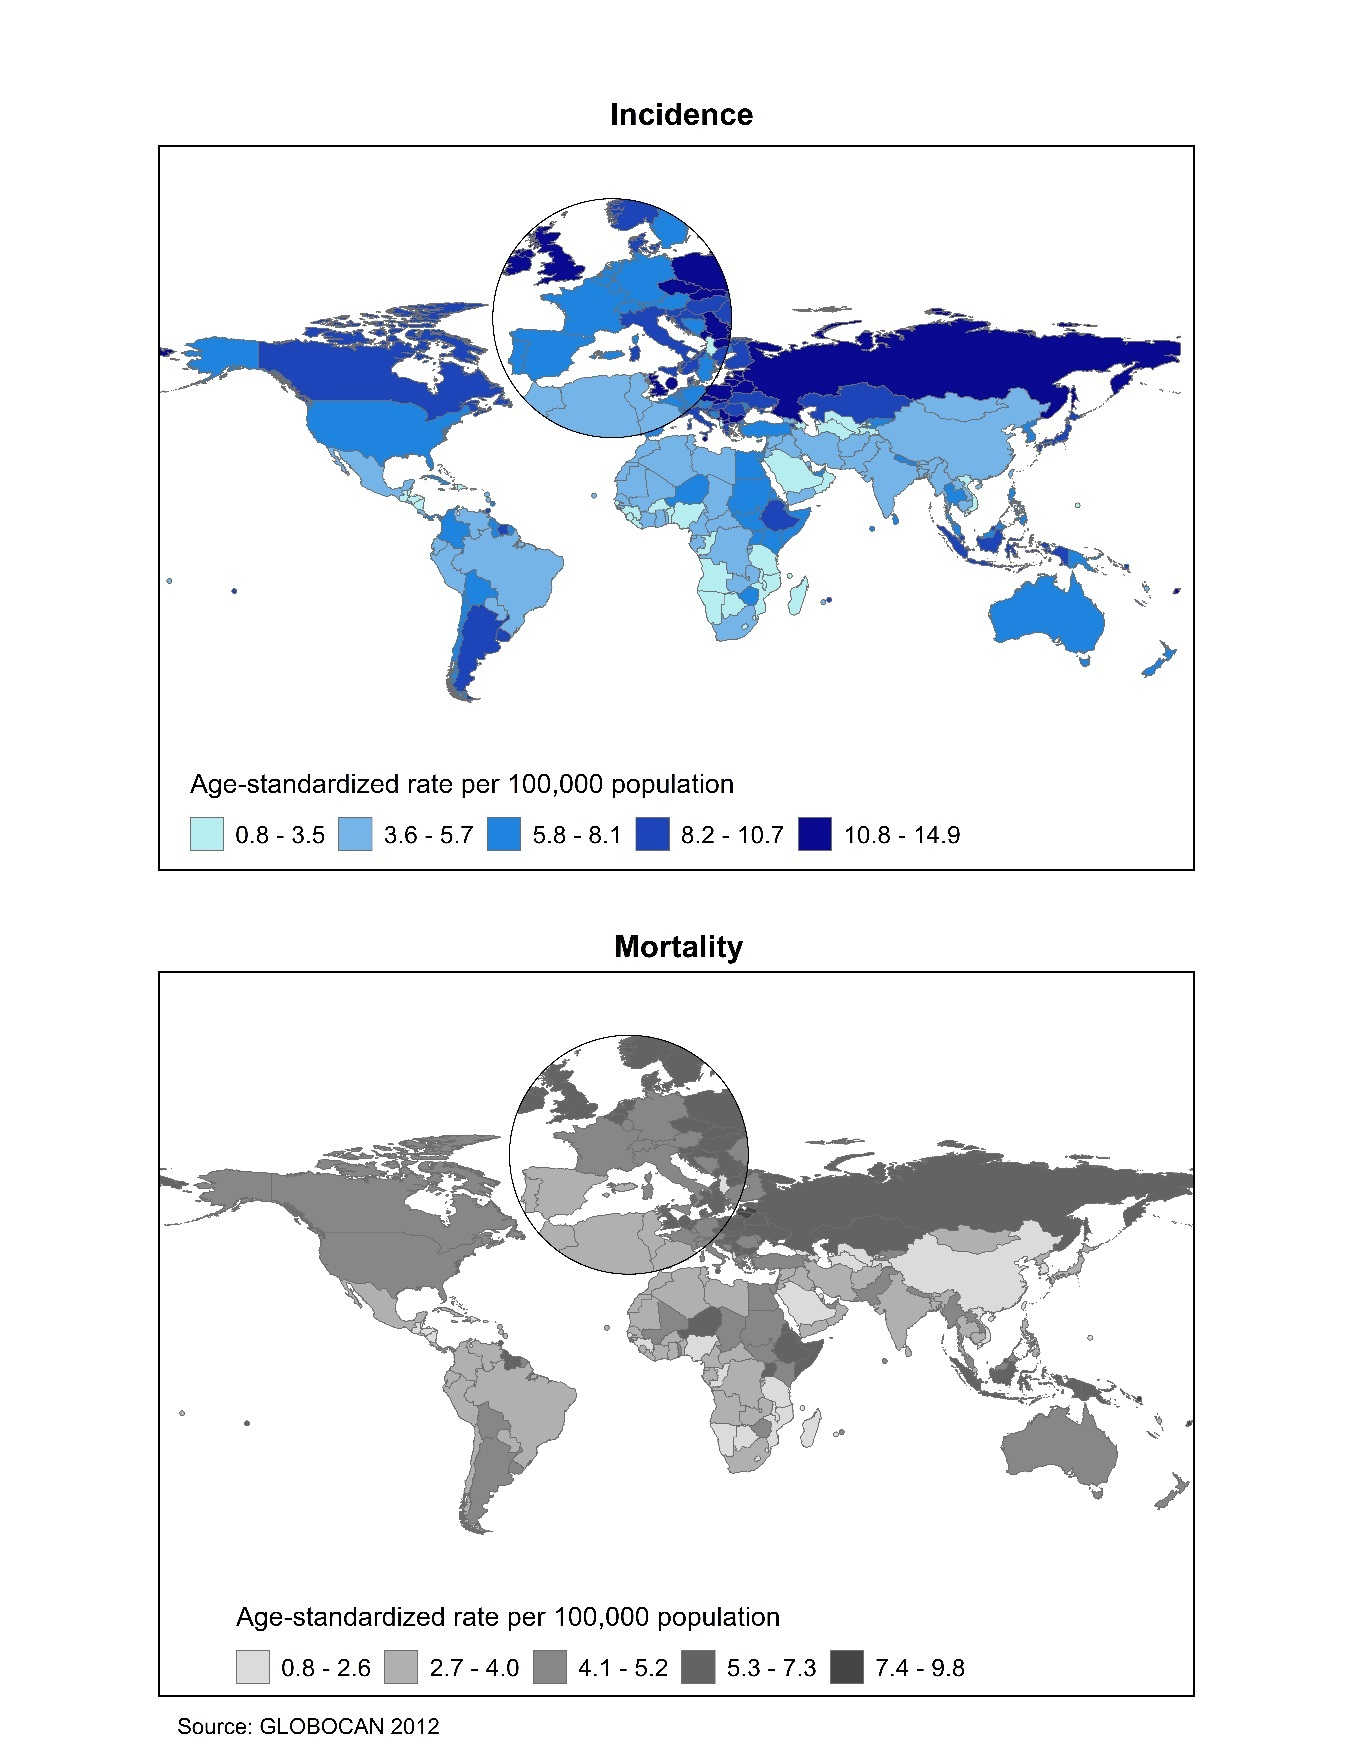 Incidence
Age-standardized rate per 100,000 population
0.8 - 3.5 3.6 - 5.7 5.8 - 8.1 8.2 - 10.7 10.8 - 14.9
Mortality
Age-standardized rate per 100,000 population
0.8 - 2.6 2.7 - 4.0 4.1 - 5.2 5.3 - 7.3 7.4 - 9.8
Source: GLOBOCAN 2012